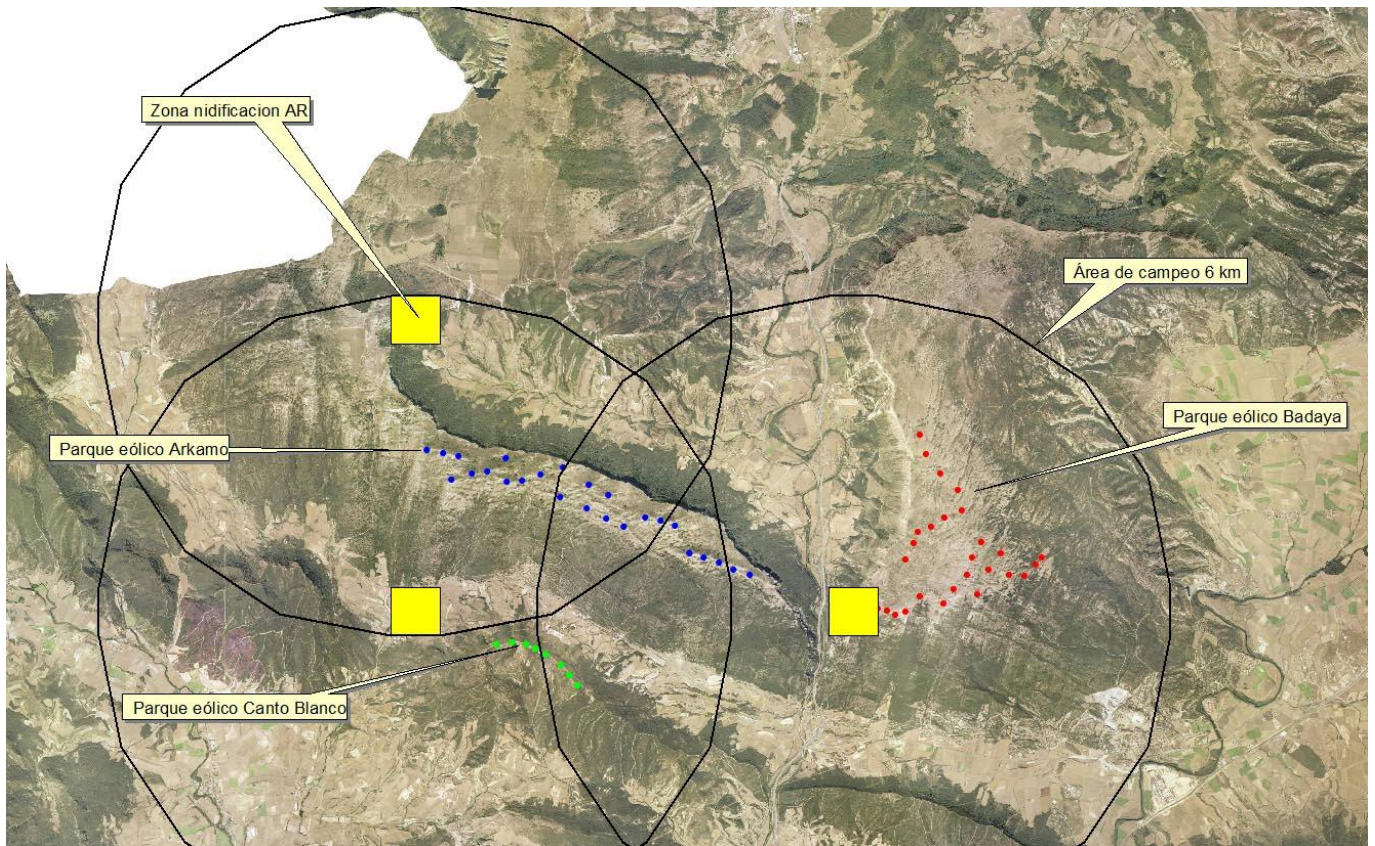 Zona nidificacion AR
Área de campeo 6 km
Parque eólico Badaya
Parque eólico Arkamo
Parque eólico Canto Blanco